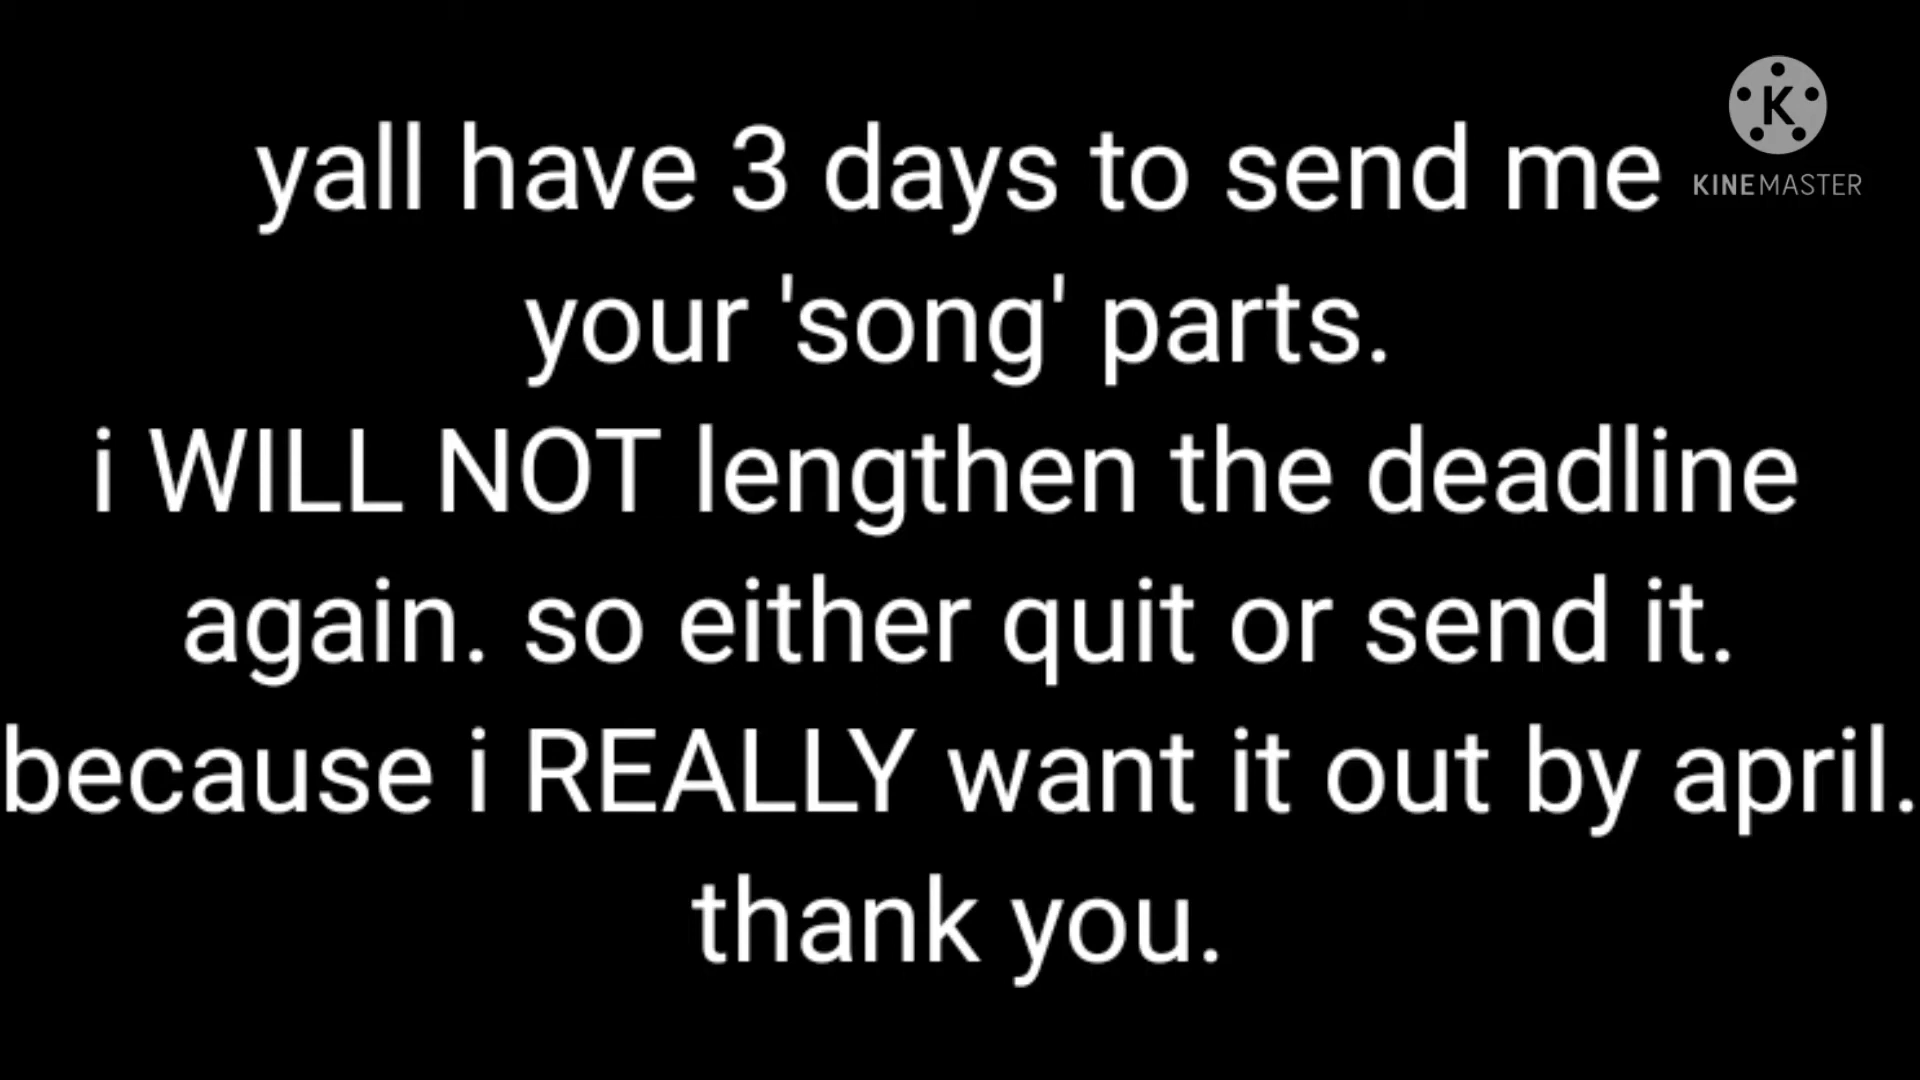 yall have 3 days to send me
your 'song' parts.
i WILL NOT lengthen the deadline
again. so either quit or send it.
because i REALLY want it out by april.
thank you.
K
KINEMASTER